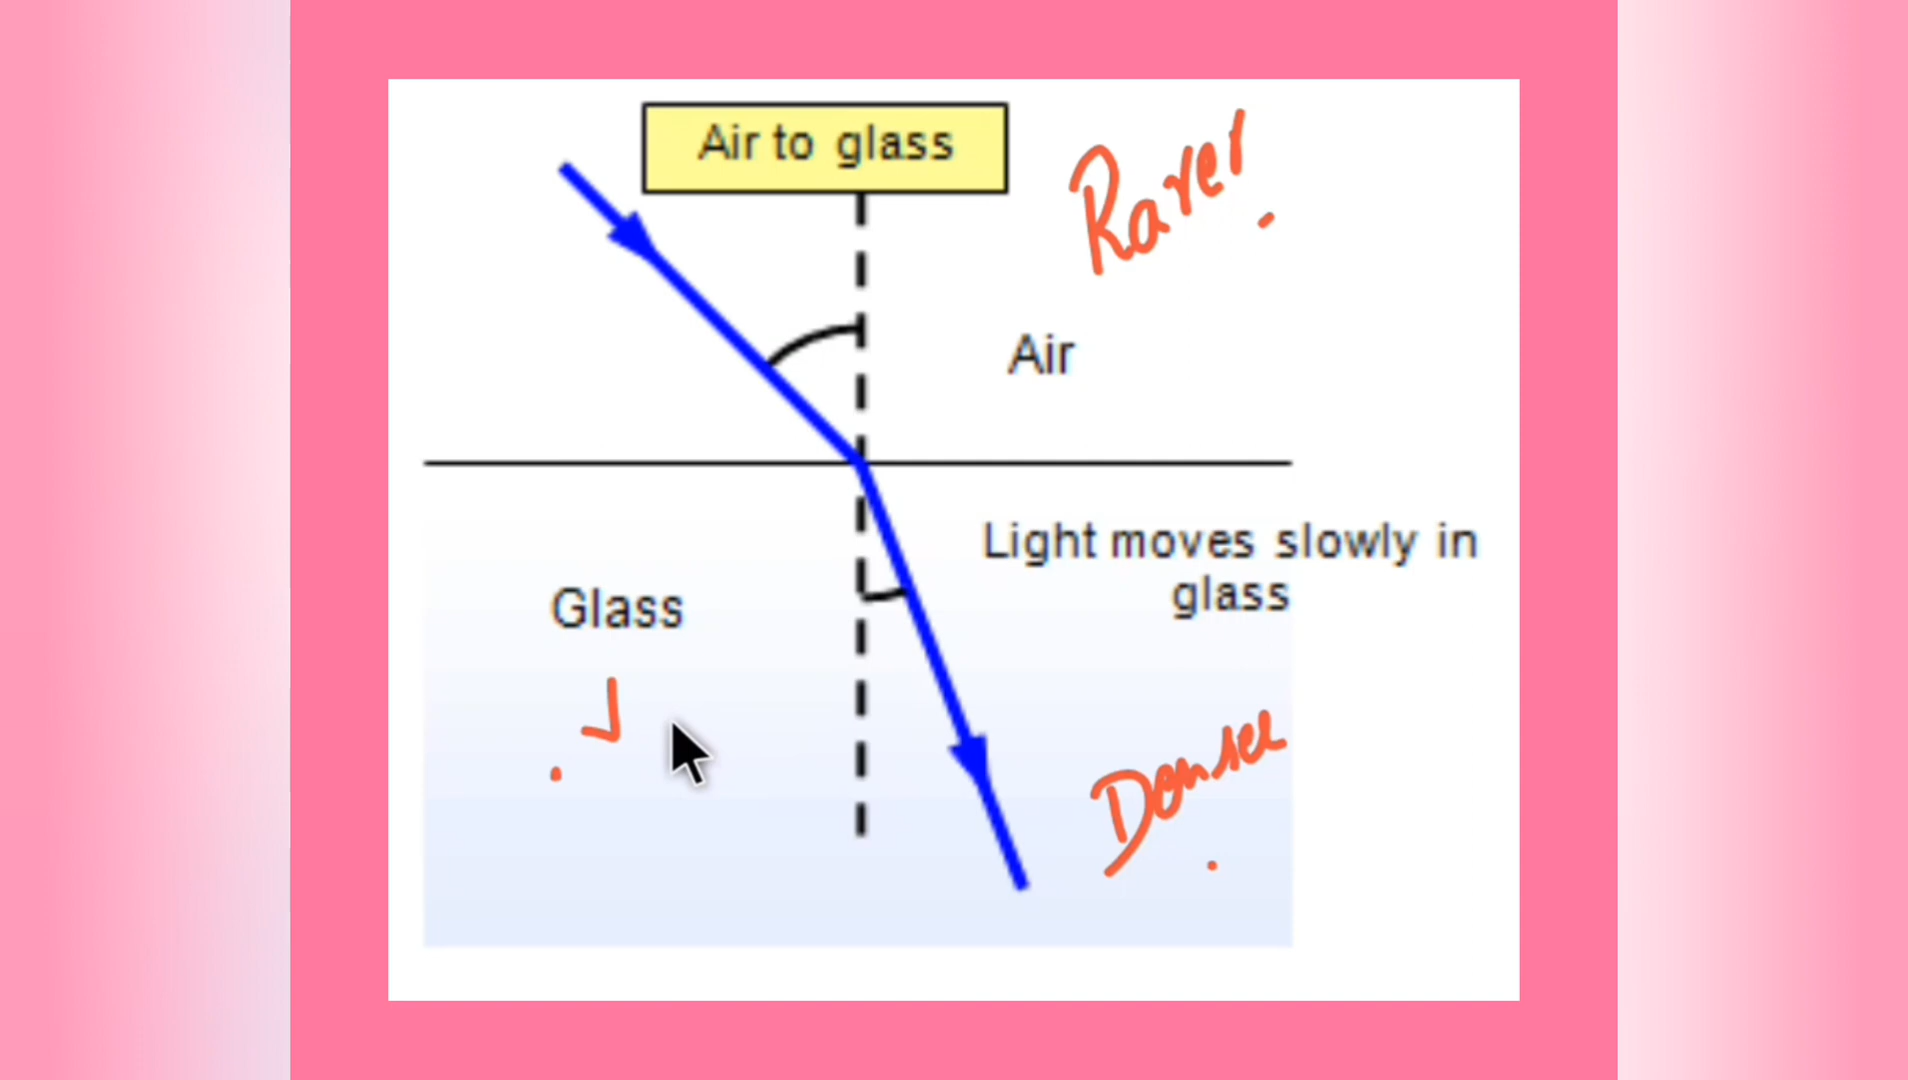 Air to glass
Rarer
Air
Light moves slowly in
glass
Glass
Denser